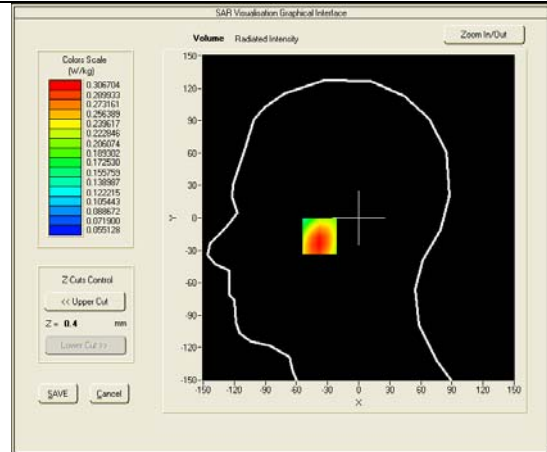 SAR Visualisation Graphical Interface
Volume Radiated Intensity
Zoom In/Out
Colors Scale
(W/kg)
0.306704
0.289933
0.273161
0.256389
0.239617
0.222846
0.206074
0.189302
0.172530
0.155759
0.138987
0.122215
0.105443
0.088672
0.071900
0.055128
Z Cuts Control
<< Upper Cut
Z = 0.4 mm
Lower Cut >>
SAVE Cancel
150
120
90
60
30
0
-30
-60
-90
-120
-150
Y
-150 -120 -90 -60 -30 0 30 60 90 120 150
X